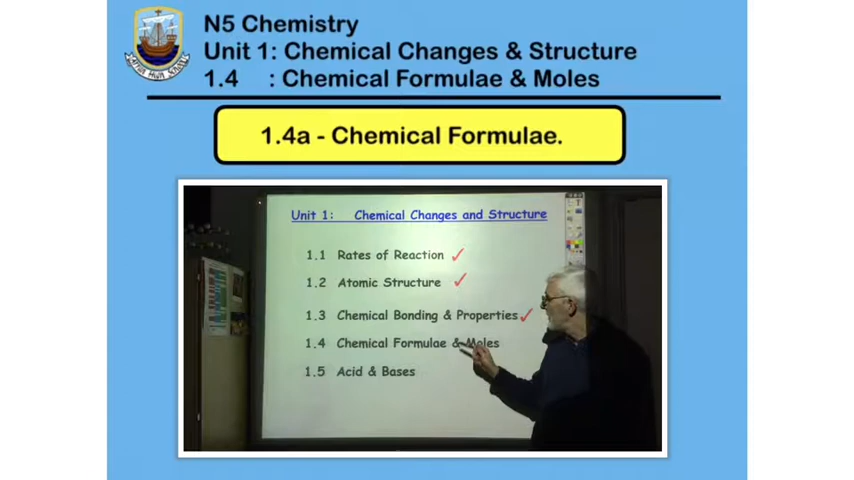 N5 Chemistry
Unit 1: Chemical Changes & Structure
1.4 : Chemical Formulae & Moles
1.4a - Chemical Formulae.
Unit 1: Chemical Changes and Structure
1.1 Rates of Reaction ✓
1.2 Atomic Structure ✓
1.3 Chemical Bonding & Properties ✓
1.4 Chemical Formulae & Moles
1.5 Acid & Bases